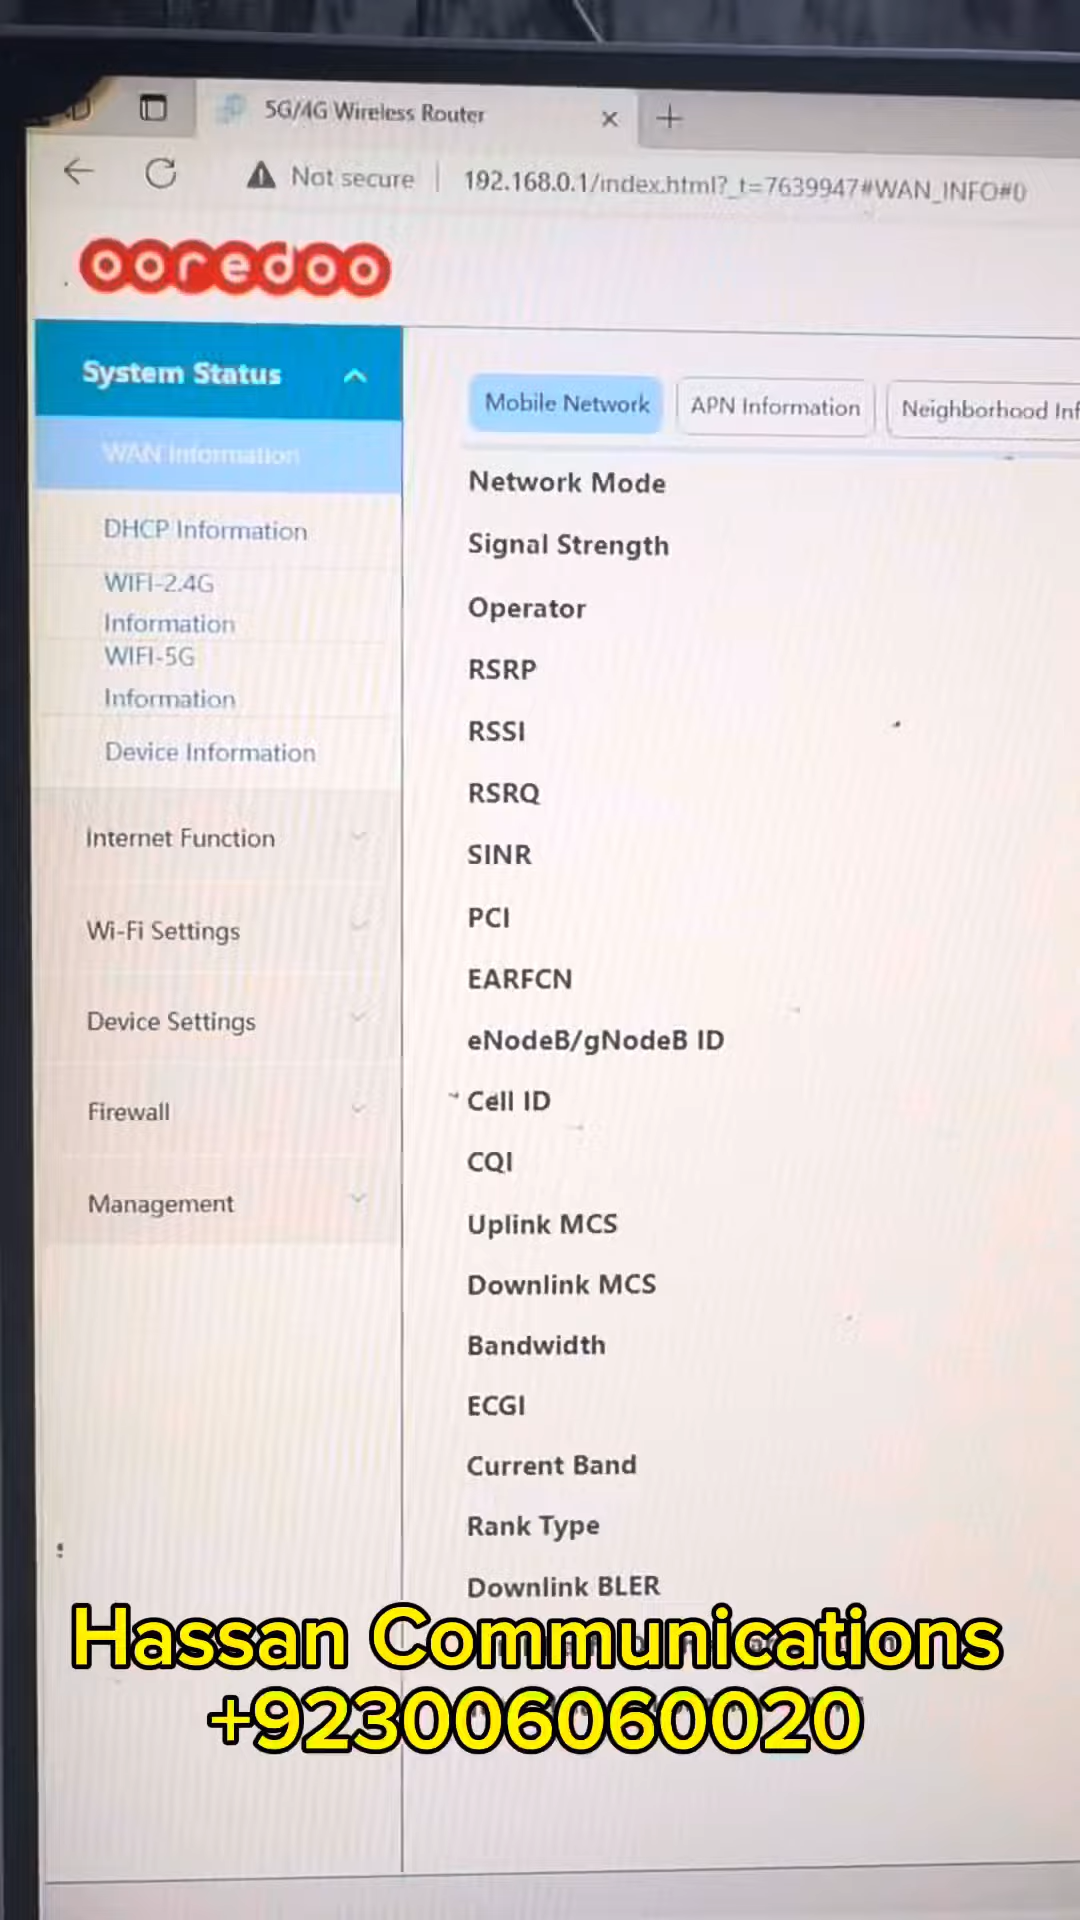 5G/4G Wireless Router
Not secure
192.168.0.1/index.html?_t=7639947#WAN_INFO#0
ooredoo
System Status
WAN Information
DHCP Information
WIFI-2.4G
Information
WIFI-5G
Information
Device Information
Internet Function
Wi-Fi Settings
Device Settings
Firewall
Management
Mobile Network
APN Information
Neighborhood Inf
Network Mode
Signal Strength
Operator
RSRP
RSSI
RSRQ
SINR
PCI
EARFCN
eNodeB/gNodeB ID
Cell ID
CQI
Uplink MCS
Downlink MCS
Bandwidth
ECGI
Current Band
Rank Type
Downlink BLER
Hassan Communications
+923006060020